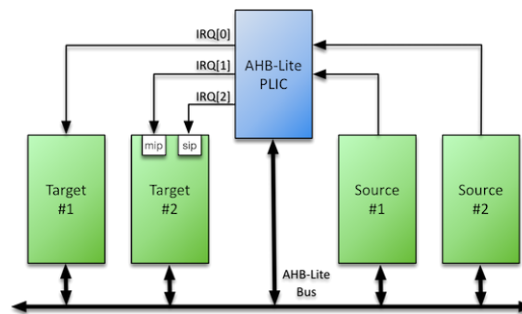 IRQ[0]
IRQ[1]
IRQ[2]
AHB-Lite
PLIC
mip
sip
Target
#1
Target
#2
Source
#1
Source
#2
AHB-Lite
Bus